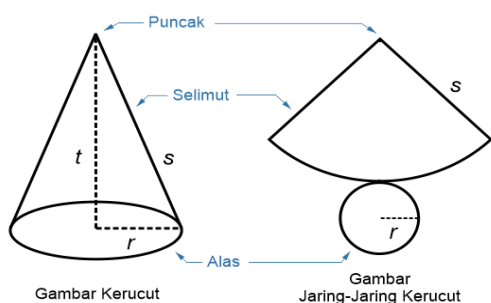 Puncak
Selimut
s
t
s
r
r
Alas
Gambar Kerucut
Gambar
Jaring-Jaring Kerucut